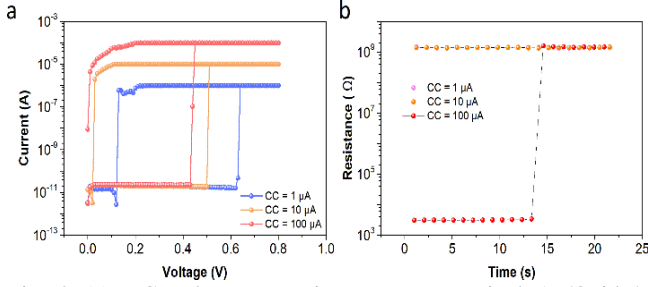 a
b
Current (A)
10⁻³
10⁻⁵
10⁻⁷
10⁻⁹
10⁻¹¹
10⁻¹³
CC = 1 μA
CC = 10 μA
CC = 100 μA
0.0 0.2 0.4 0.6 0.8 1.0
Voltage (V)
Resistance ( Ω)
10⁹
10⁷
10⁵
10³
CC = 1 μA
CC = 10 μA
CC = 100 μA
0 5 10 15 20 25
Time (s)